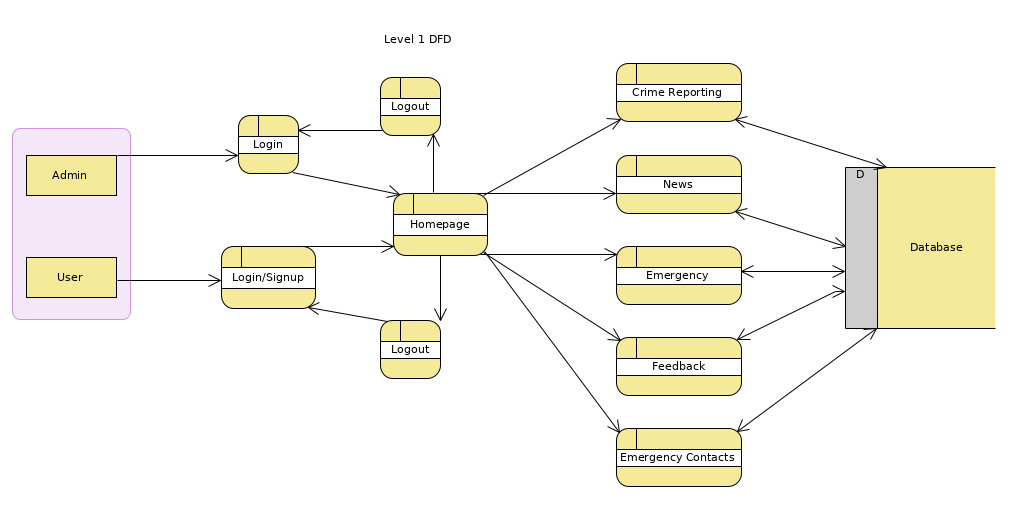 Level 1 DFD
Logout
Crime Reporting
Login
Admin
News
D
Homepage
Database
User
Login/Signup
Emergency
Logout
Feedback
Emergency Contacts